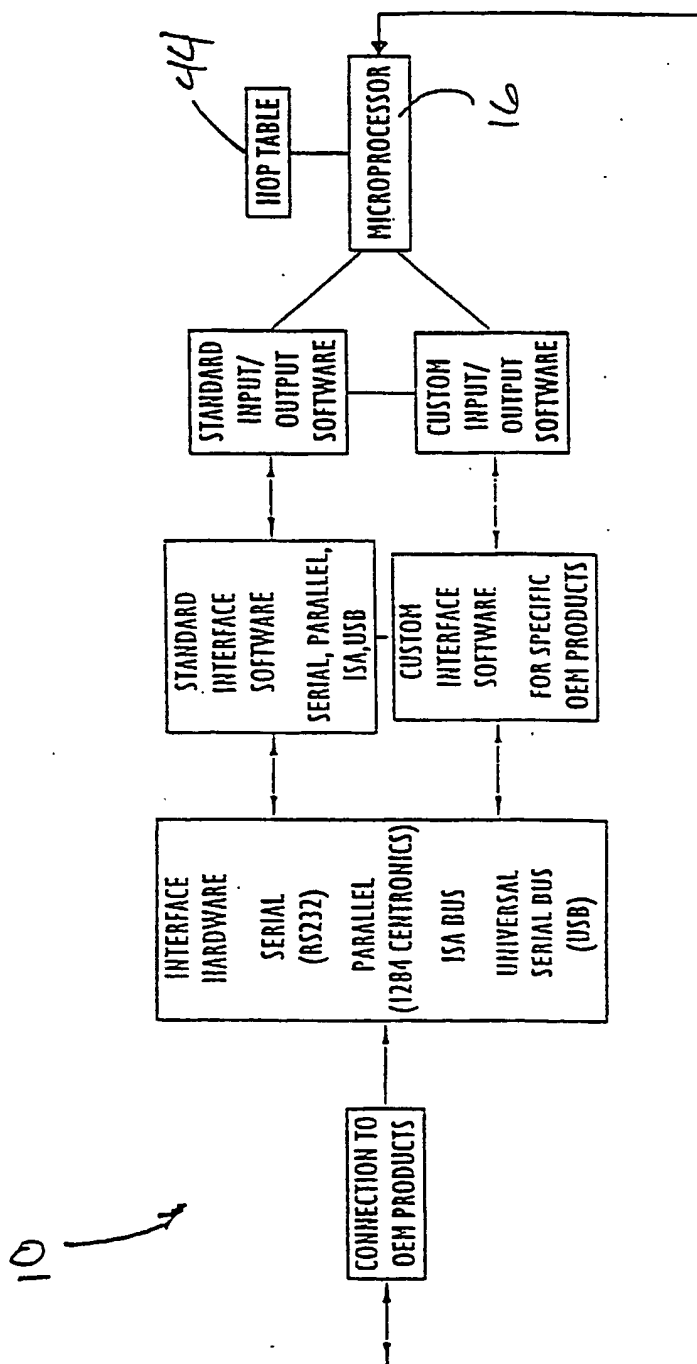 10
CONNECTION TO
OEM PRODUCTS
INTERFACE
HARDWARE
SERIAL
(RS232)
PARALLEL
(1284 CENTRONICS)
ISA BUS
UNIVERSAL
SERIAL BUS
(USB)
STANDARD
INTERFACE
SOFTWARE
SERIAL, PARALLEL,
ISA,USB
CUSTOM
INTERFACE
SOFTWARE
FOR SPECIFIC
OEM PRODUCTS
STANDARD
INPUT/
OUTPUT
SOFTWARE
CUSTOM
INPUT/
OUTPUT
SOFTWARE
44
HOP TABLE
MICROPROCESSOR
16